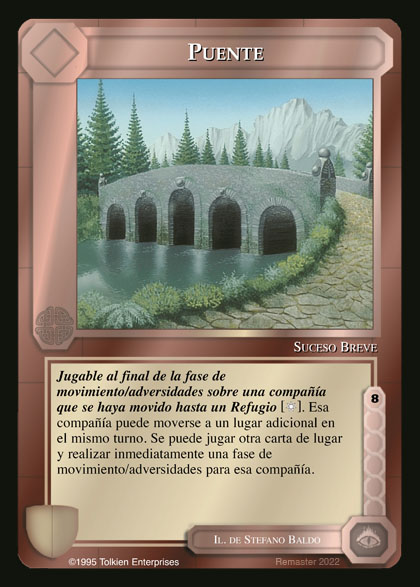 Puente
Suceso Breve
Jugable al final de la fase de
movimiento/adversidades sobre una compañía
que se haya movido hasta un Refugio [ ]. Esa
compañía puede moverse a un lugar adicional en
el mismo turno. Se puede jugar otra carta de lugar
y realizar inmediatamente una fase de
movimiento/adversidades para esa compañía.
8
Il. de Stefano Baldo
©1995 Tolkien Enterprises
Remaster 2022